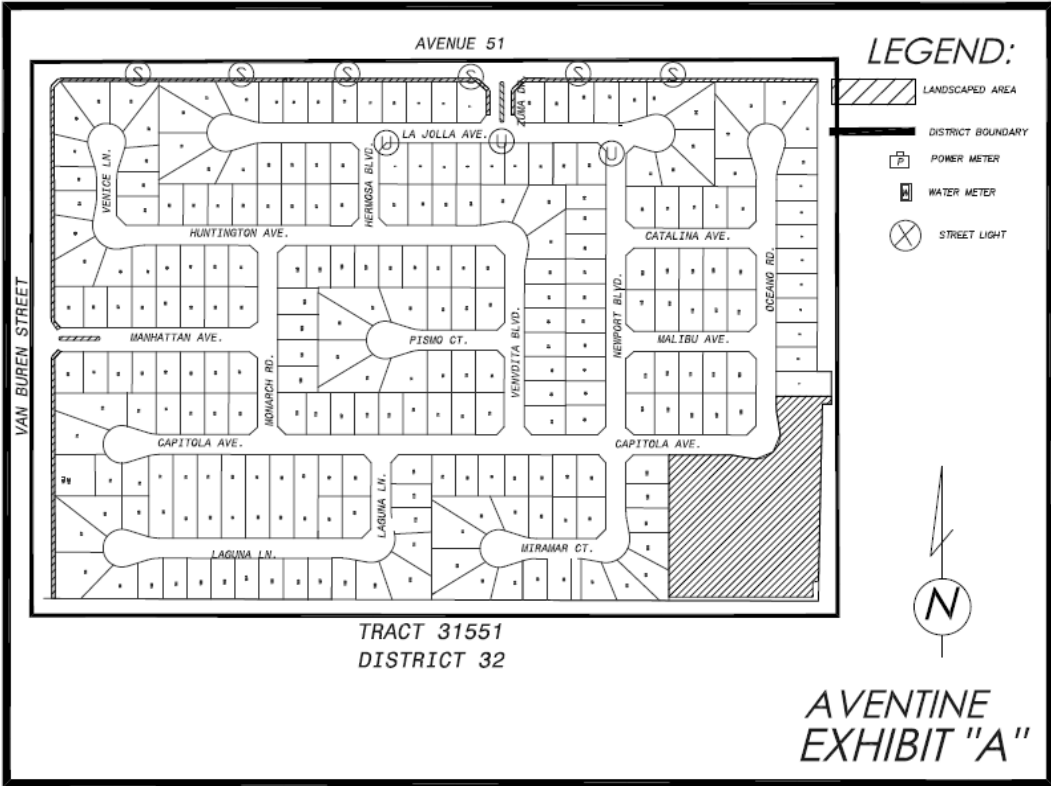 AVENUE 51
LEGEND:
LANDSCAPED AREA
DISTRICT BOUNDARY
P
POWER METER
WATER METER
X
STREET LIGHT
S
S
S
S
S
S
ZUMA DR.
LA JOLLA AVE.
U
U
U
VENICE LN.
HERMOSA BLVD.
HUNTINGTON AVE.
CATALINA AVE.
OCEANO RD.
VAN BUREN STREET
NEWPORT BLVD.
MANHATTAN AVE.
PISMO CT.
MALIBU AVE.
MONARCH RD.
CAPITOLA AVE.
CAPITOLA AVE.
LAGUNA LN.
LAGUNA LN.
MIRAMAR CT.
N
TRACT 31551
DISTRICT 32
AVENTINE
EXHIBIT "A"